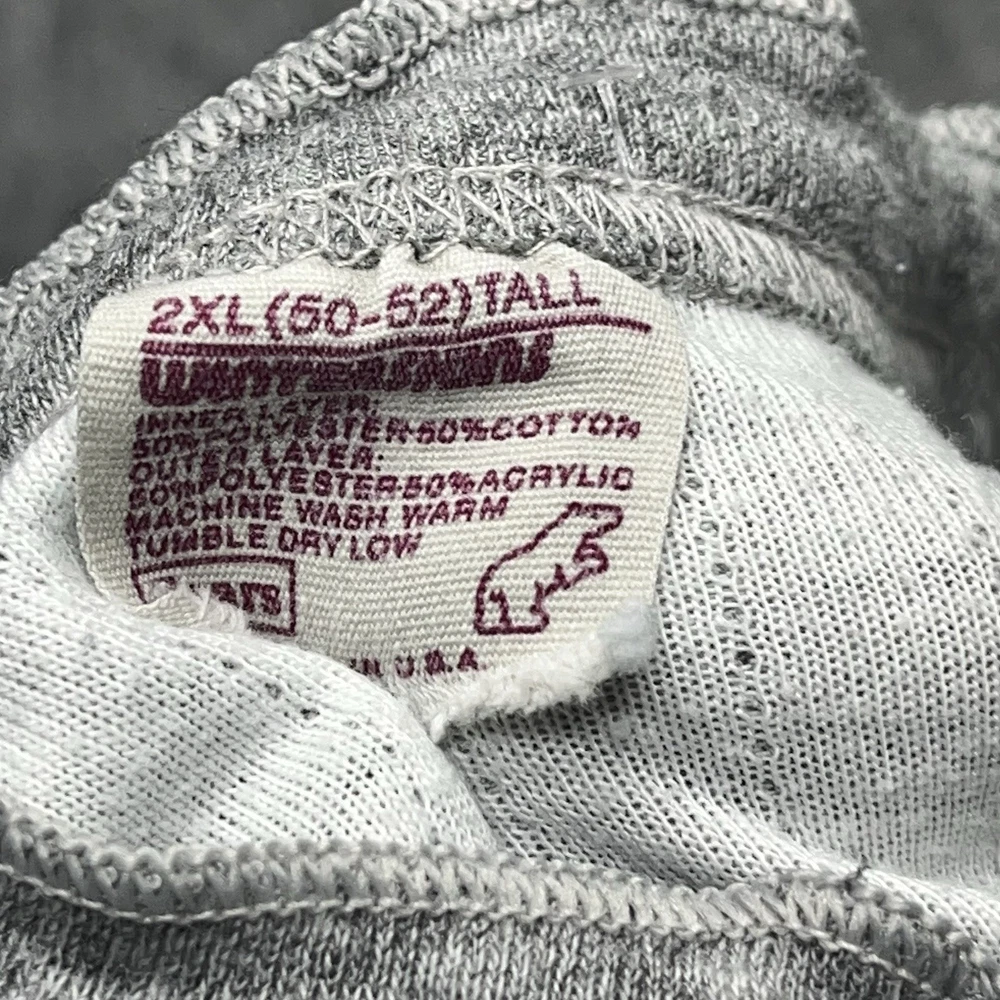 2XL (50-52) TALL
INNER LAYER:
50% POLYESTER 50% COTTON
OUTER LAYER:
50% POLYESTER 50% ACRYLIC
MACHINE WASH WARM
TUMBLE DRY LOW
IN U.S.A